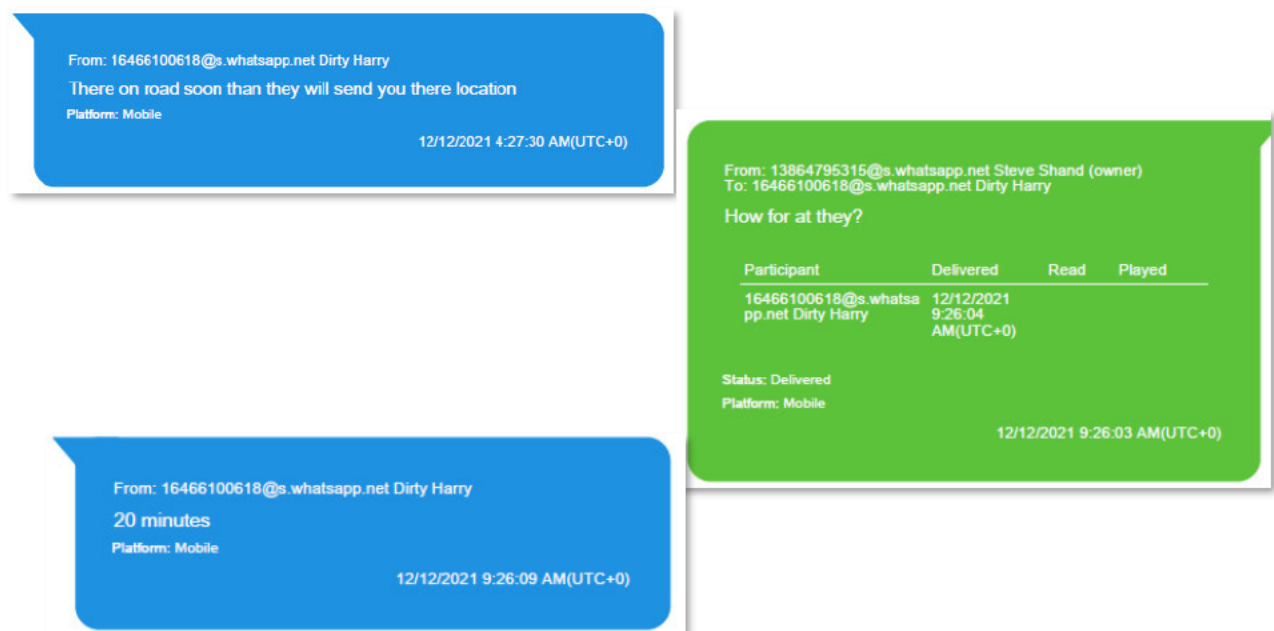 From: 16466100618@s.whatsapp.net Dirty Harry
There on road soon than they will send you there location
Platform: Mobile
12/12/2021 4:27:30 AM(UTC+0)
From: 13864795315@s.whatsapp.net Steve Shand (owner)
To: 16466100618@s.whatsapp.net Dirty Harry
How for at they?
Participant Delivered Read Played
16466100618@s.whatsa 12/12/2021
pp.net Dirty Harry 9:26:04
AM(UTC+0)
Status: Delivered
Platform: Mobile
12/12/2021 9:26:03 AM(UTC+0)
From: 16466100618@s.whatsapp.net Dirty Harry
20 minutes
Platform: Mobile
12/12/2021 9:26:09 AM(UTC+0)